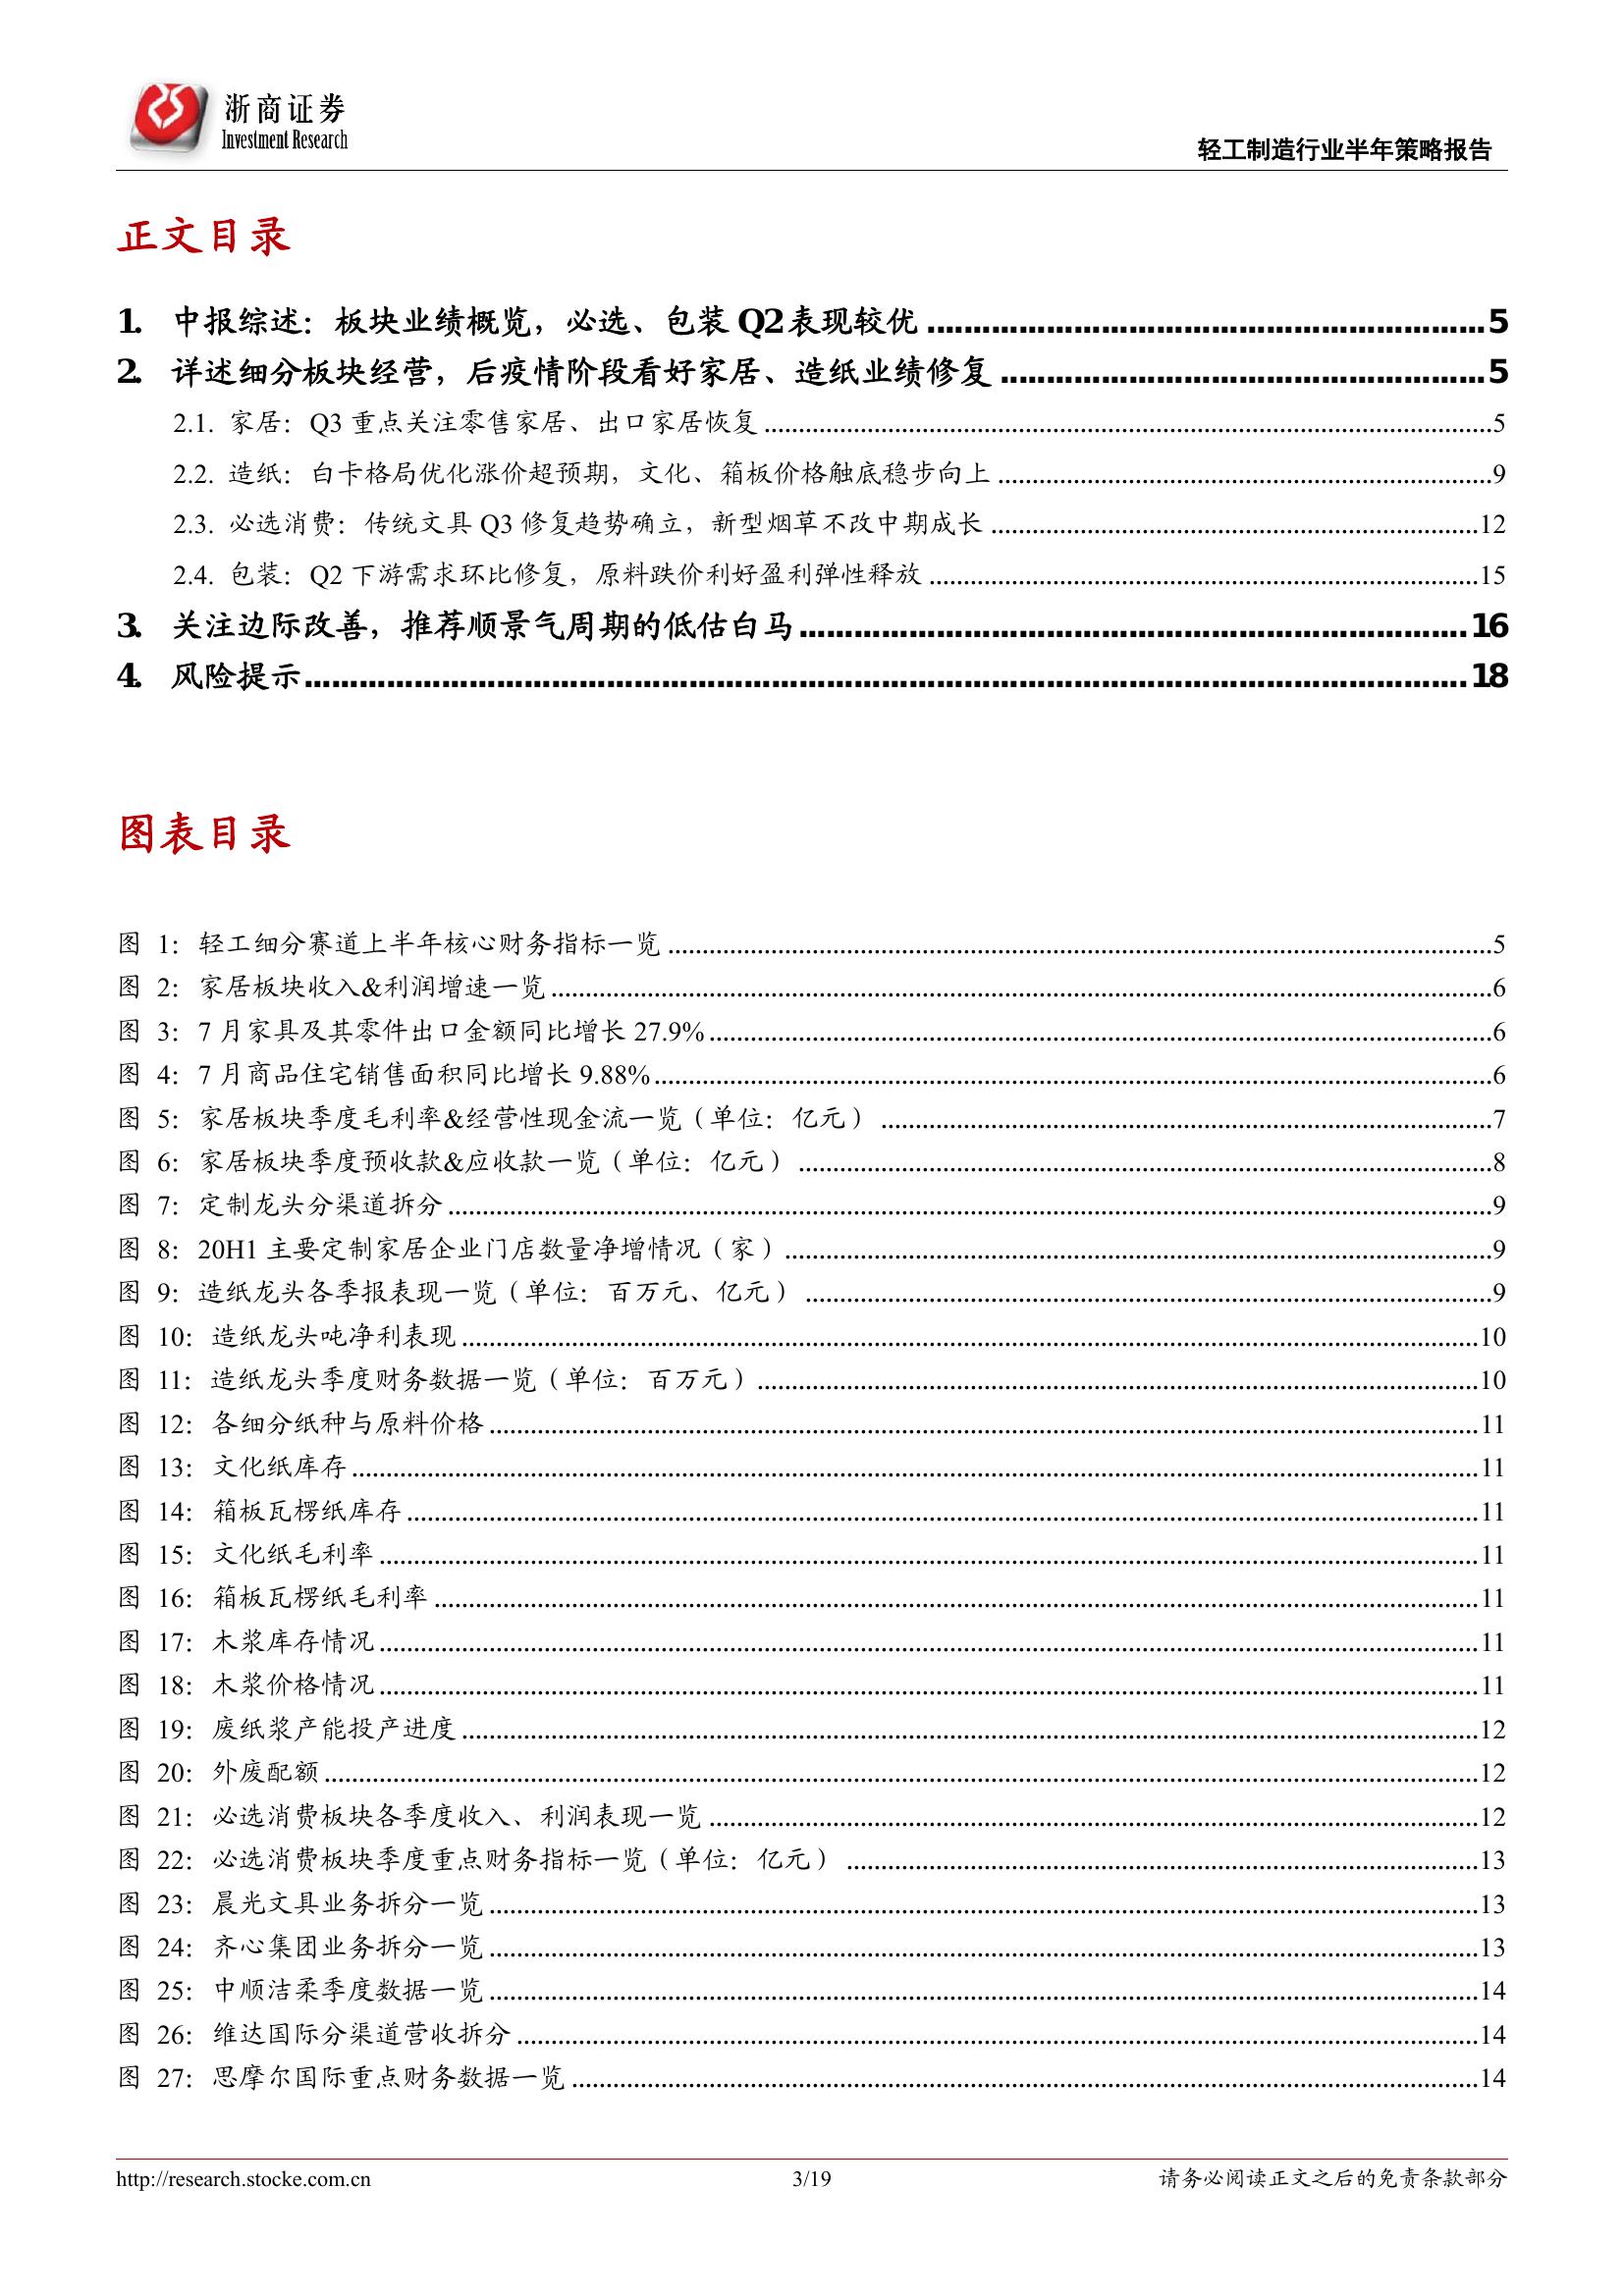 浙商证券
Investment Research
轻工制造行业半年策略报告
正文目录
1. 中报综述：板块业绩概览，必选、包装 Q2 表现较优 ............................................................ 5
2. 详述细分板块经营，后疫情阶段看好家居、造纸业绩修复 .................................................... 5
2.1. 家居：Q3 重点关注零售家居、出口家居恢复 ............................................................ 5
2.2. 造纸：白卡格局优化涨价超预期，文化、箱板价格触底稳步向上 ............................................................ 9
2.3. 必选消费：传统文具 Q3 修复趋势确立，新型烟草不改中期成长 ............................................................ 12
2.4. 包装：Q2 下游需求环比修复，原料跌价利好盈利弹性释放 ............................................................ 15
3. 关注边际改善，推荐顺景气周期的低估白马 ............................................................ 16
4. 风险提示 ............................................................ 18
图表目录
图 1：轻工细分赛道上半年核心财务指标一览 ............................................................ 5
图 2：家居板块收入&利润增速一览 ............................................................ 6
图 3：7 月家具及其零件出口金额同比增长 27.9% ............................................................ 6
图 4：7 月商品住宅销售面积同比增长 9.88% ............................................................ 6
图 5：家居板块季度毛利率&经营性现金流一览（单位：亿元） ............................................................ 7
图 6：家居板块季度预收款&应收款一览（单位：亿元） ............................................................ 8
图 7：定制龙头分渠道拆分 ............................................................ 9
图 8：20H1 主要定制家居企业门店数量净增情况（家） ............................................................ 9
图 9：造纸龙头各季报表现一览（单位：百万元、亿元） ............................................................ 9
图 10：造纸龙头吨净利表现 ............................................................ 10
图 11：造纸龙头季度财务数据一览（单位：百万元） ............................................................ 10
图 12：各细分纸种与原料价格 ............................................................ 11
图 13：文化纸库存 ............................................................ 11
图 14：箱板瓦楞纸库存 ............................................................ 11
图 15：文化纸毛利率 ............................................................ 11
图 16：箱板瓦楞纸毛利率 ............................................................ 11
图 17：木浆库存情况 ............................................................ 11
图 18：木浆价格情况 ............................................................ 11
图 19：废纸浆产能投产进度 ............................................................ 12
图 20：外废配额 ............................................................ 12
图 21：必选消费板块各季度收入、利润表现一览 ............................................................ 12
图 22：必选消费板块季度重点财务指标一览（单位：亿元） ............................................................ 13
图 23：晨光文具业务拆分一览 ............................................................ 13
图 24：齐心集团业务拆分一览 ............................................................ 13
图 25：中顺洁柔季度数据一览 ............................................................ 14
图 26：维达国际分渠道营收拆分 ............................................................ 14
图 27：思摩尔国际重点财务数据一览 ............................................................ 14
http://research.stocke.com.cn
3/19
请务必阅读正文之后的免责条款部分